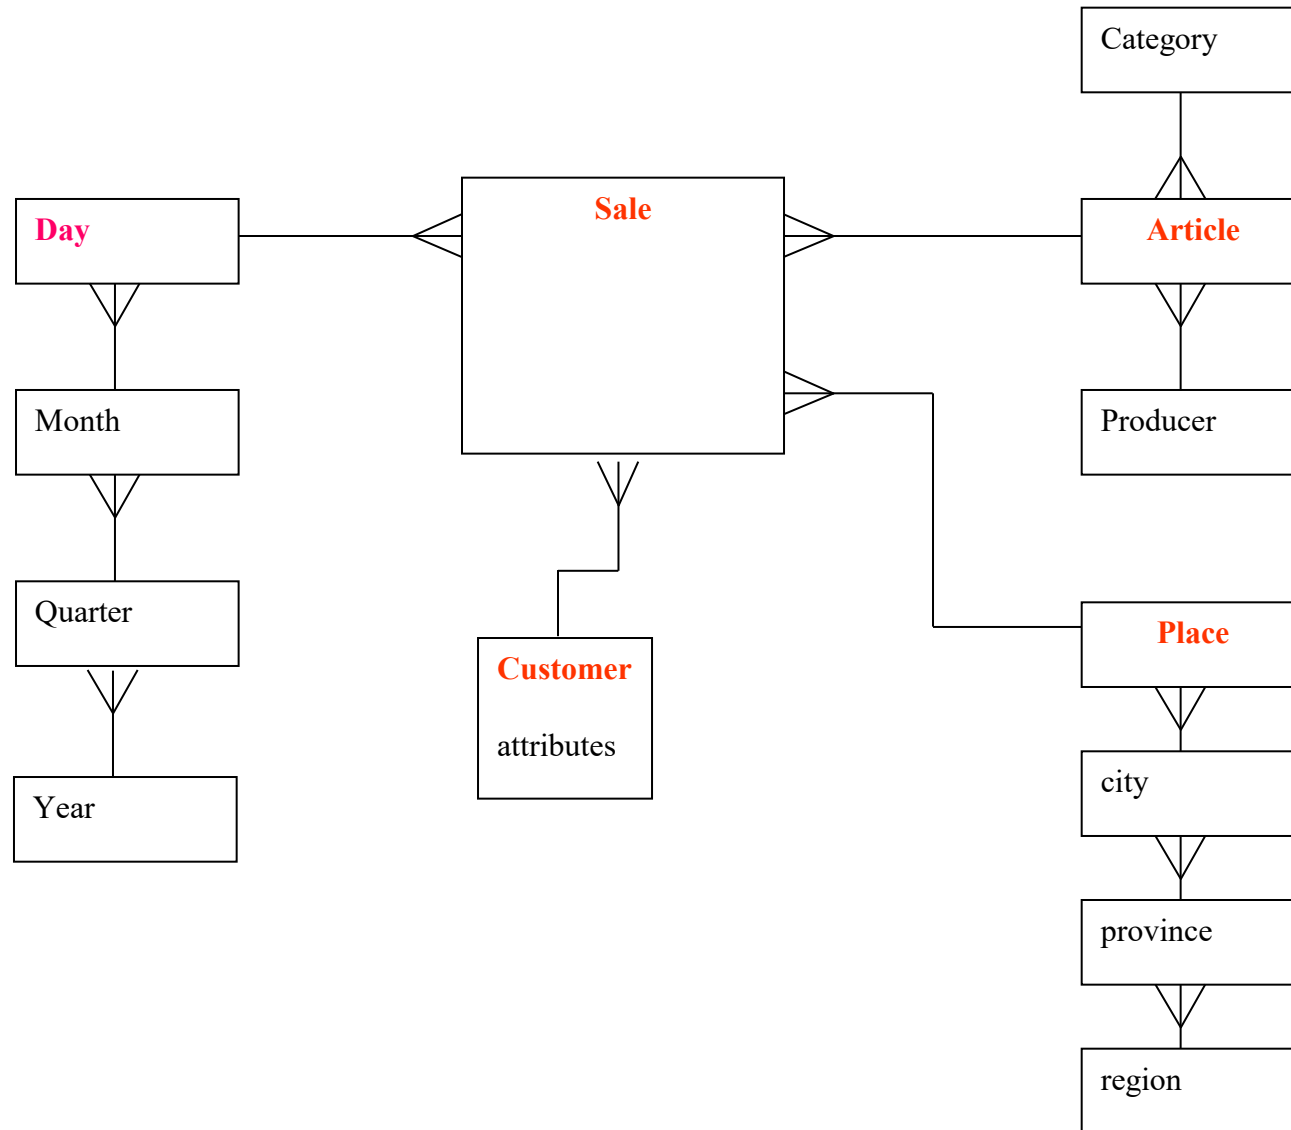 Category
Sale
Day
Article
Month
Producer
Quarter
Place
Customer
attributes
city
Year
province
region